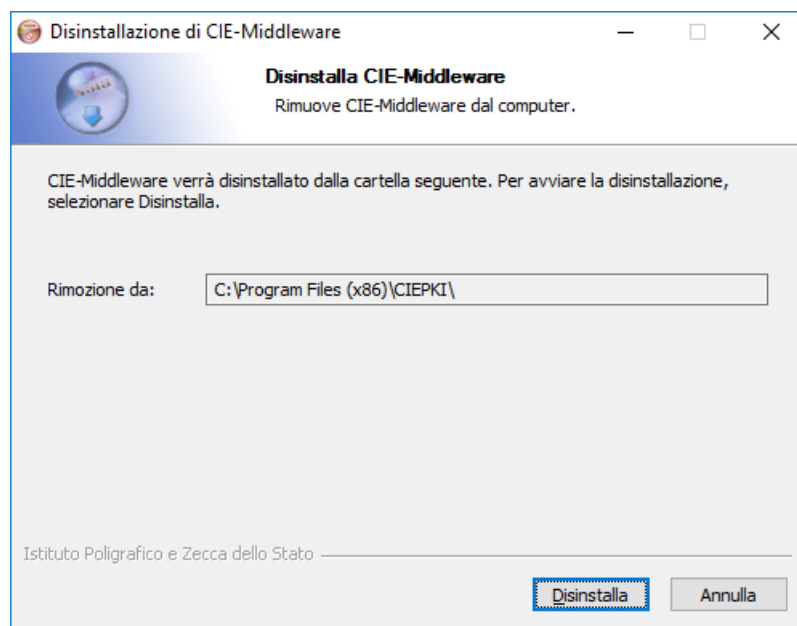 Disinstallazione di CIE-Middleware
Disinstalla CIE-Middleware
Rimuove CIE-Middleware dal computer.
CIE-Middleware verrà disinstallato dalla cartella seguente. Per avviare la disinstallazione,
selezionare Disinstalla.
Rimozione da:
C:\Program Files (x86)\CIEPKI\
Istituto Poligrafico e Zecca dello Stato
Disinstalla
Annulla